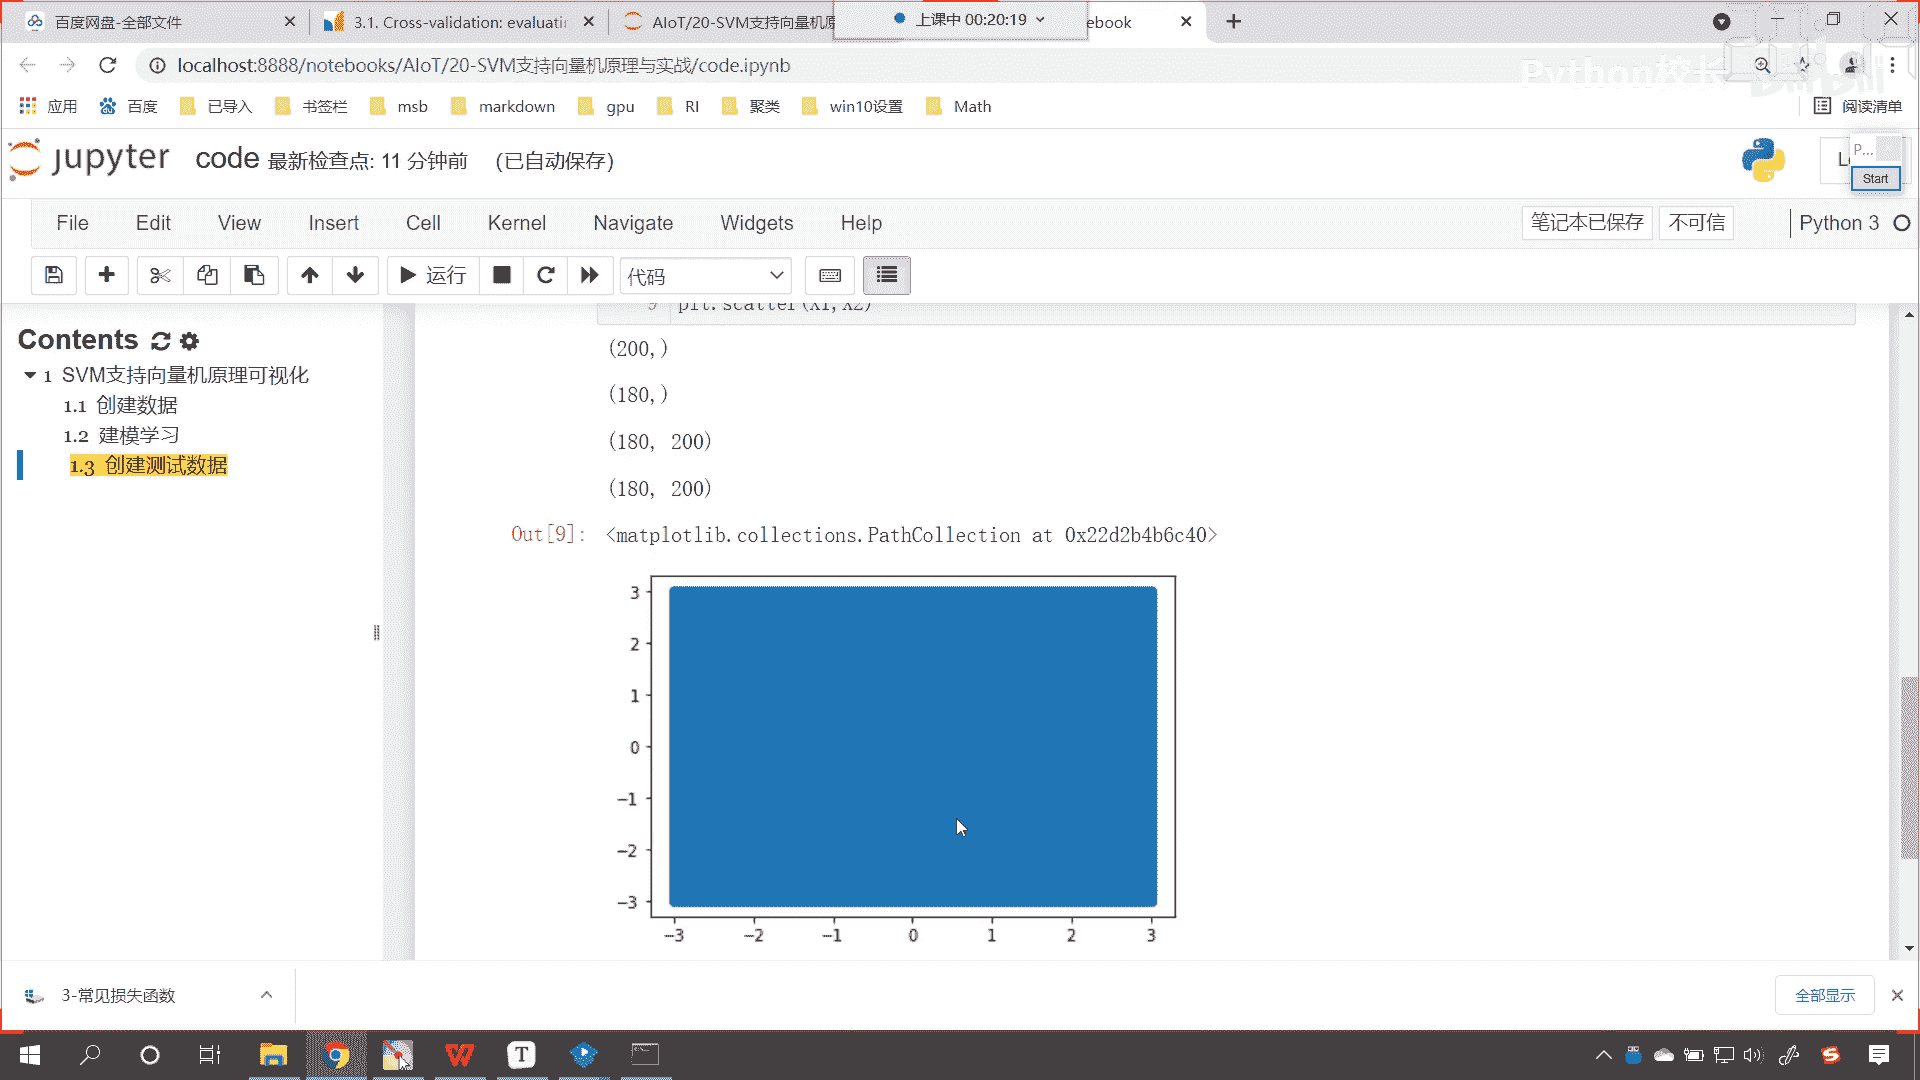 百度网盘-全部文件
3.1. Cross-validation: evaluatin
AIoT/20-SVM支持向量机原
上课中 00:20:19
ebook
localhost:8888/notebooks/AIoT/20-SVM支持向量机原理与实战/code.ipynb
Python校长
bilibili
应用 百度 已导入 书签栏 msb markdown gpu RI 聚类 win10设置 Math 阅读清单
jupyter code 最新检查点: 11 分钟前 (已自动保存)
P...
Start
File Edit View Insert Cell Kernel Navigate Widgets Help 笔记本已保存 不可信 Python 3
运行 代码
Contents
1 SVM支持向量机原理可视化
1.1 创建数据
1.2 建模学习
1.3 创建测试数据
9 plt.scatter(X1,X2)
(200,)
(180,)
(180, 200)
(180, 200)
Out[9]: <matplotlib.collections.PathCollection at 0x22d2b4b6c40>
3
2
1
0
−1
−2
−3
−3 −2 −1 0 1 2 3
3-常见损失函数
全部显示